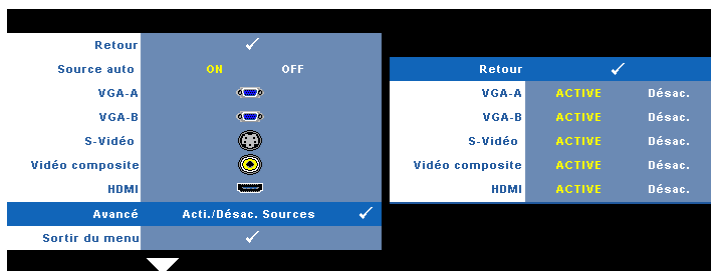 Retour
Source auto ON OFF
VGA-A
VGA-B
S-Vidéo
Vidéo composite
HDMI
Avancé Acti./Désac. Sources
Sortir du menu
Retour
VGA-A ACTIVE Désac.
VGA-B ACTIVE Désac.
S-Vidéo ACTIVE Désac.
Vidéo composite ACTIVE Désac.
HDMI ACTIVE Désac.